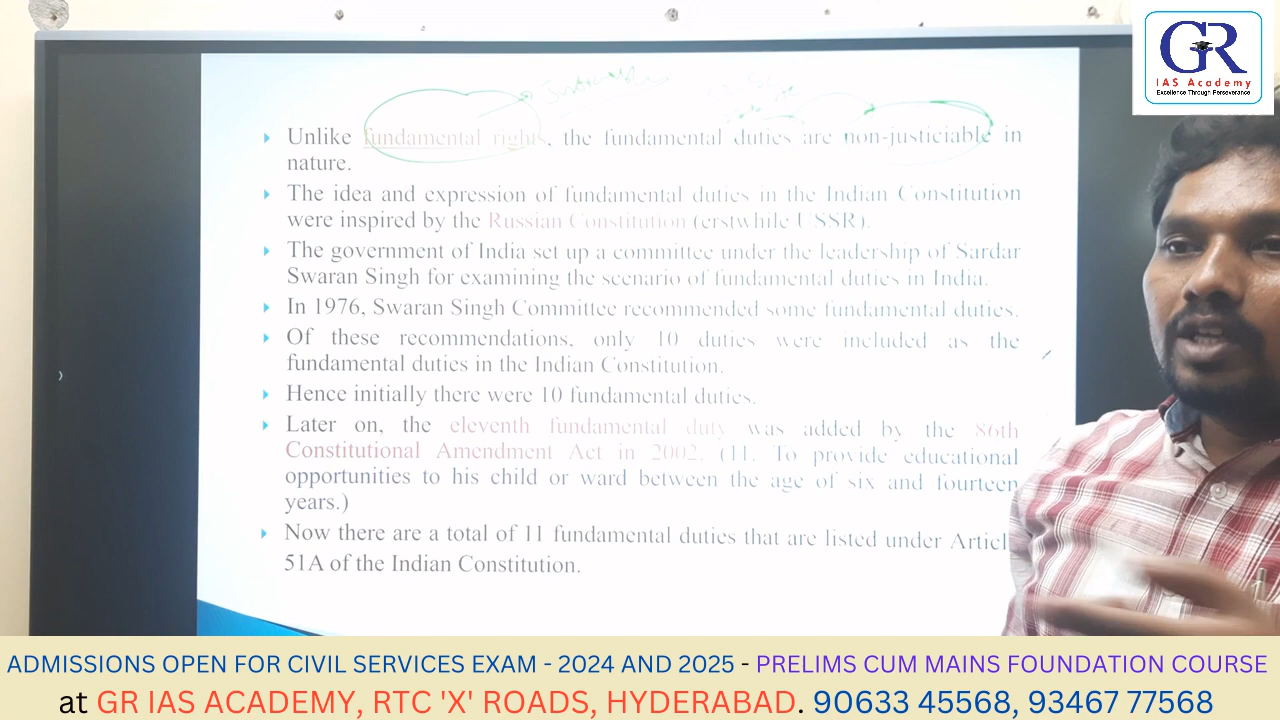 GR
IAS Academy
Excellence Through Perseverance
Unlike fundamental rights, the fundamental duties are non-justiciable in
nature.
The idea and expression of fundamental duties in the Indian Constitution
were inspired by the Russian Constitution (erstwhile USSR).
The government of India set up a committee under the leadership of Sardar
Swaran Singh for examining the scenario of fundamental duties in India.
In 1976, Swaran Singh Committee recommended some fundamental duties.
Of these recommendations, only 10 duties were included as the
fundamental duties in the Indian Constitution.
Hence initially there were 10 fundamental duties.
Later on, the eleventh fundamental duty was added by the 86th
Constitutional Amendment Act in 2002. (11. To provide educational
opportunities to his child or ward between the age of six and fourteen
years.)
Now there are a total of 11 fundamental duties that are listed under Articl
51A of the Indian Constitution.
ADMISSIONS OPEN FOR CIVIL SERVICES EXAM - 2024 AND 2025 - PRELIMS CUM MAINS FOUNDATION COURSE
at GR IAS ACADEMY, RTC 'X' ROADS, HYDERABAD. 90633 45568, 93467 77568